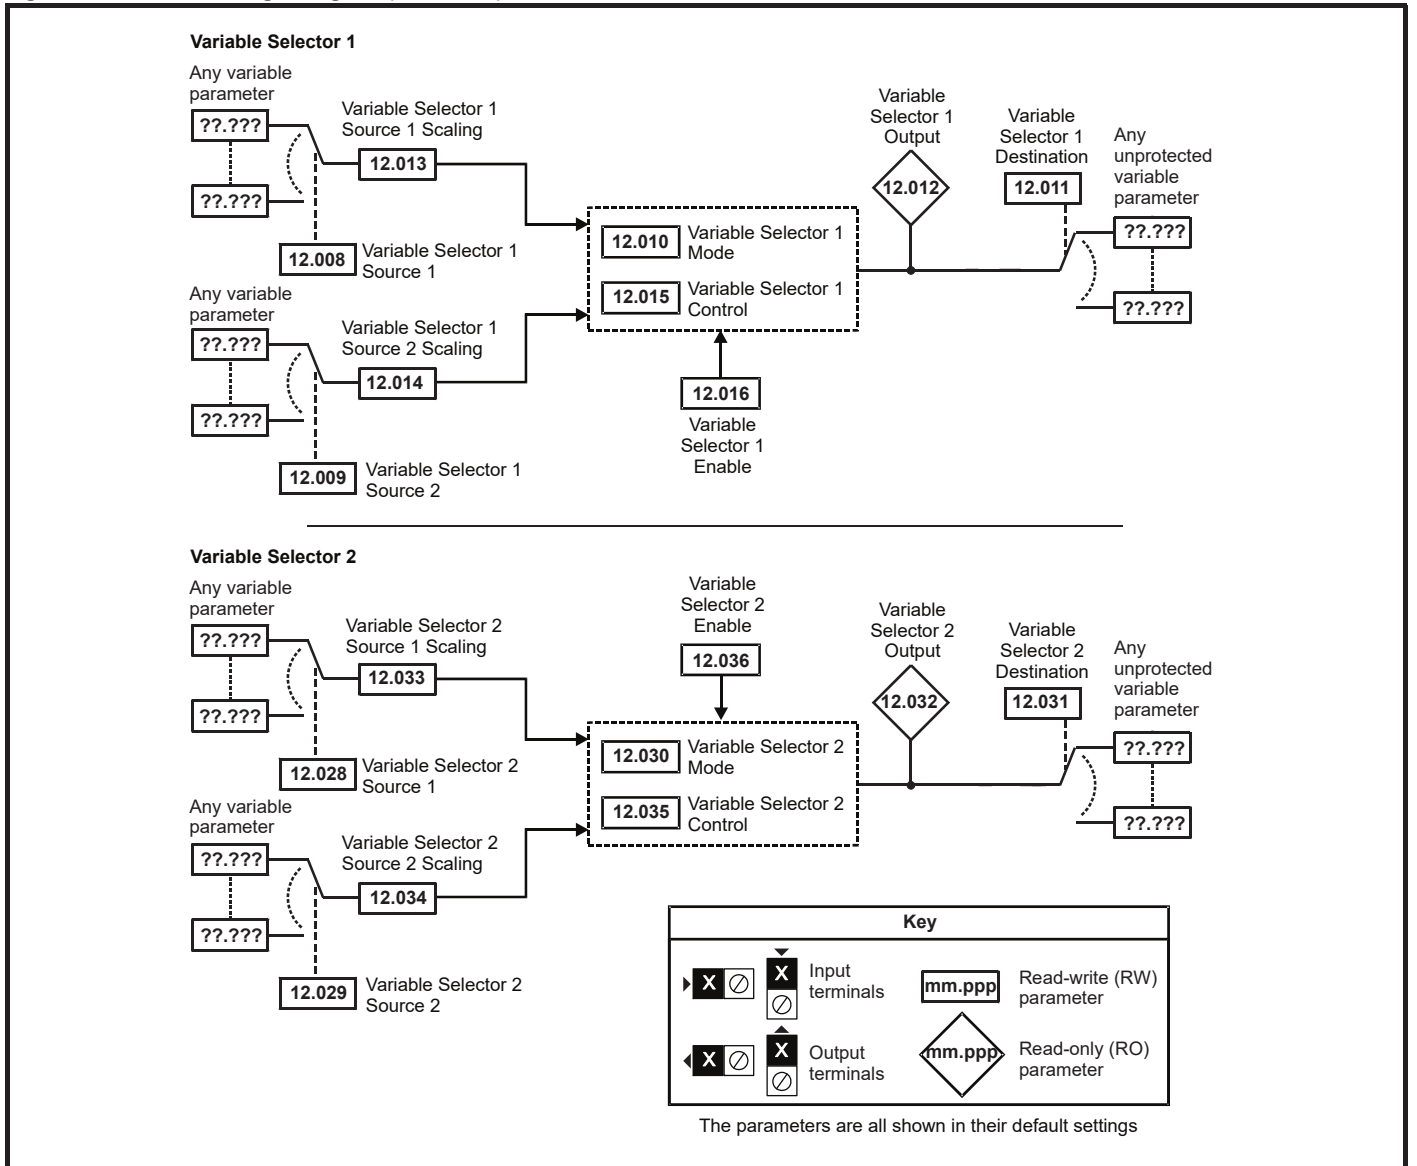 Variable Selector 1
Any variable
parameter
??.???
??.???
Variable Selector 1
Source 1 Scaling
12.013
12.008
Variable Selector 1
Source 1
Any variable
parameter
??.???
??.???
Variable Selector 1
Source 2 Scaling
12.014
12.009
Variable Selector 1
Source 2
12.010
Variable Selector 1
Mode
12.015
Variable Selector 1
Control
12.016
Variable
Selector 1
Enable
Variable
Selector 1
Output
12.012
Variable
Selector 1
Destination
12.011
Any
unprotected
variable
parameter
??.???
??.???
Variable Selector 2
Any variable
parameter
??.???
??.???
Variable Selector 2
Source 1 Scaling
12.033
12.028
Variable Selector 2
Source 1
Any variable
parameter
??.???
??.???
Variable Selector 2
Source 2 Scaling
12.034
12.029
Variable Selector 2
Source 2
Variable
Selector 2
Enable
12.036
12.030
Variable Selector 2
Mode
12.035
Variable Selector 2
Control
Variable
Selector 2
Output
12.032
Variable
Selector 2
Destination
12.031
Any
unprotected
variable
parameter
??.???
??.???
Key
X
X
Input
terminals
mm.ppp
Read-write (RW)
parameter
X
X
Output
terminals
mm.ppp
Read-only (RO)
parameter
The parameters are all shown in their default settings